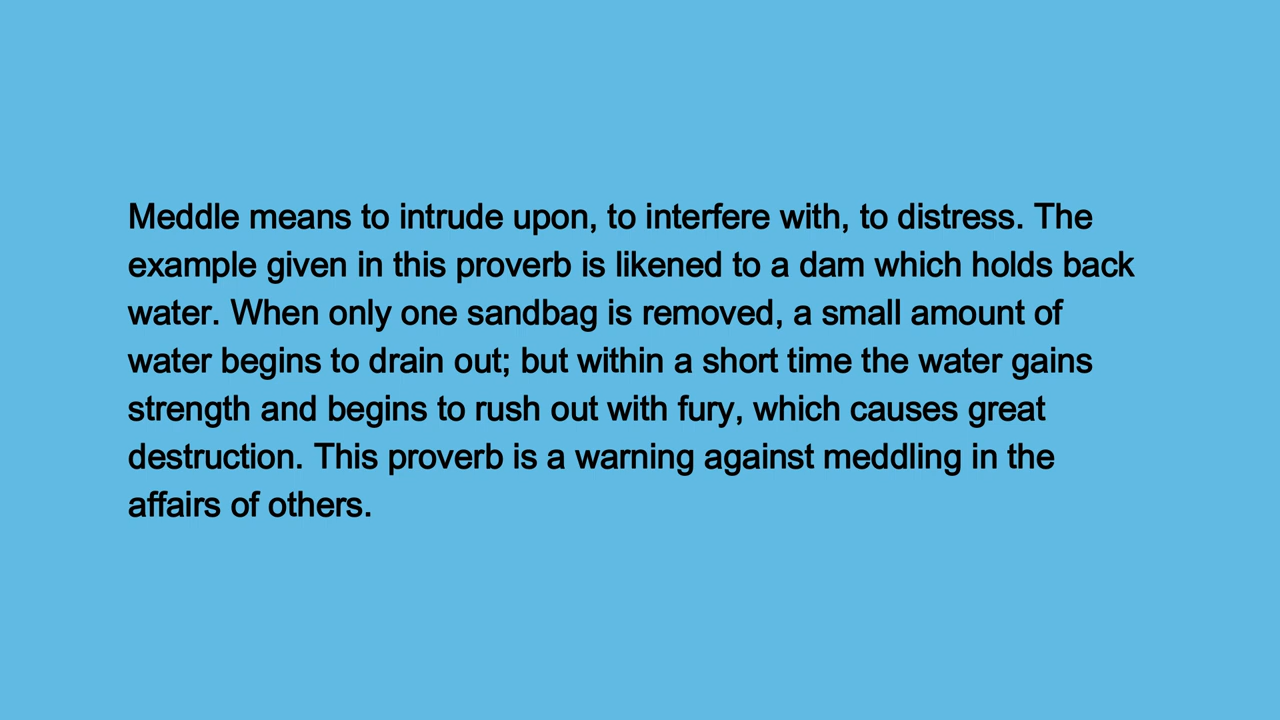 Meddle means to intrude upon, to interfere with, to distress. The
example given in this proverb is likened to a dam which holds back
water. When only one sandbag is removed, a small amount of
water begins to drain out; but within a short time the water gains
strength and begins to rush out with fury, which causes great
destruction. This proverb is a warning against meddling in the
affairs of others.